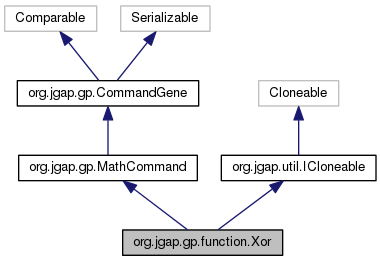 Comparable
Serializable
org.jgap.gp.CommandGene
Cloneable
org.jgap.gp.MathCommand
org.jgap.util.ICloneable
org.jgap.gp.function.Xor